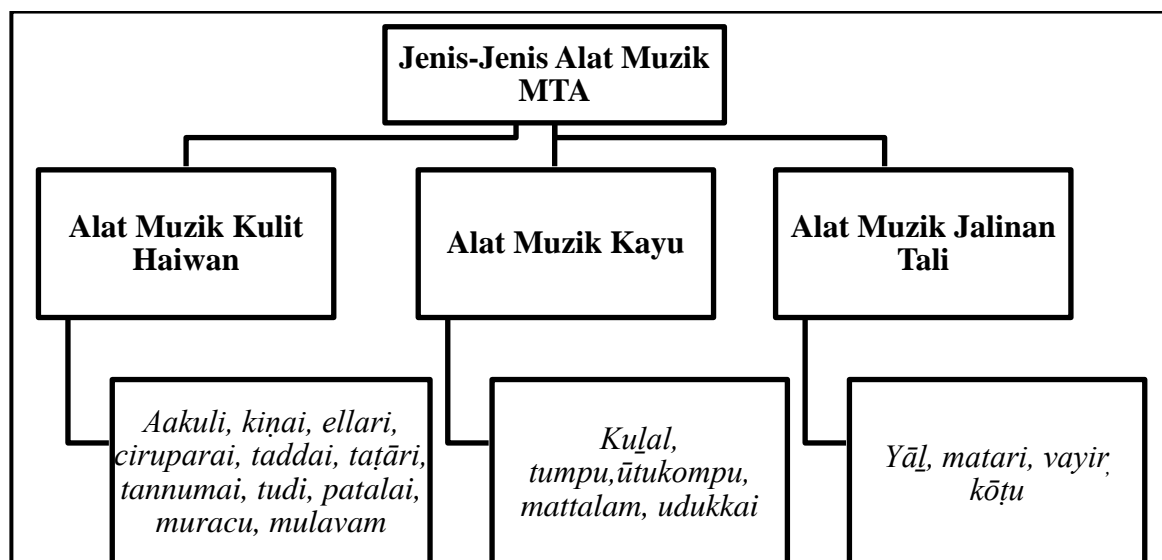 Jenis-Jenis Alat Muzik
MTA
Alat Muzik Kulit
Haiwan
Alat Muzik Kayu
Alat Muzik Jalinan
Tali
Aakuli, kiṇai, ellari,
ciruparai, taddai, taṭāri,
tannumai, tudi, patalai,
muracu, mulavam
Kuḻal,
tumpu,ūtukompu,
mattalam, udukkai
Yāḻ, matari, vayir,
kōṭu